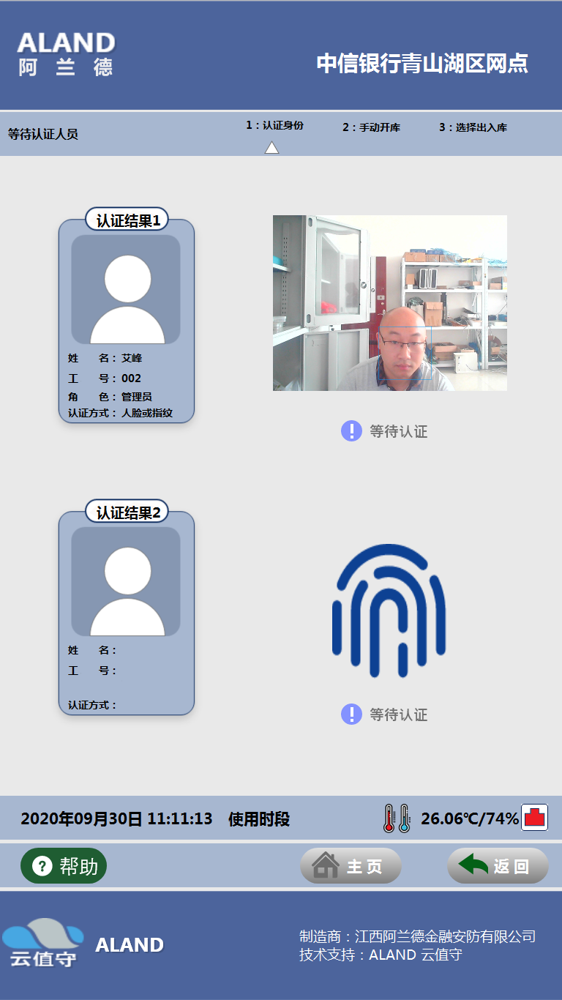 ALAND
阿 兰 德
中信银行青山湖区网点
等待认证人员
1：认证身份
2：手动开库
3：选择出入库
认证结果1
姓 名：艾峰
工 号：002
角 色：管理员
认证方式：人脸或指纹
等待认证
认证结果2
姓 名：
工 号：
认证方式：
等待认证
2020年09月30日 11:11:13 使用时段
26.06℃/74%
帮助
主 页
返 回
云值守
ALAND
制造商：江西阿兰德金融安防有限公司
技术支持：ALAND 云值守